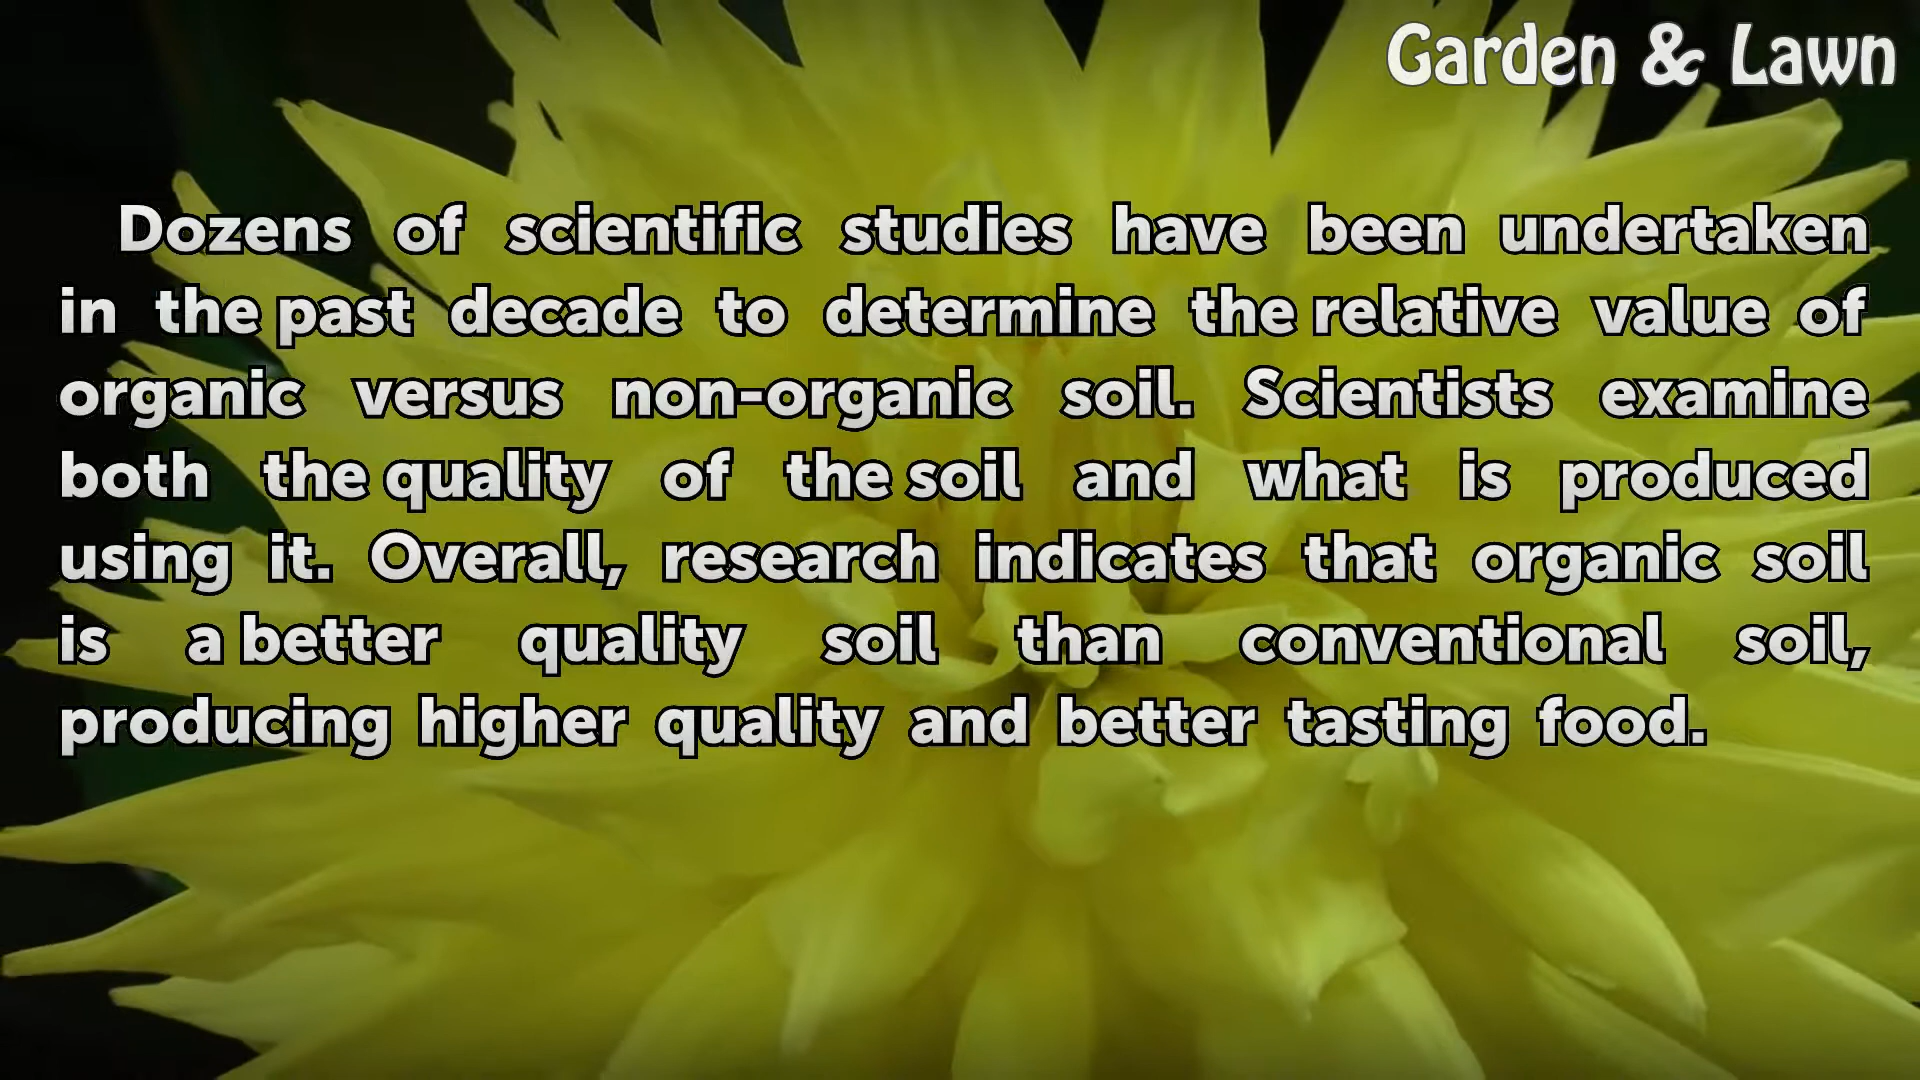 Garden & Lawn
Dozens of scientific studies have been undertaken
in the past decade to determine the relative value of
organic versus non-organic soil. Scientists examine
both the quality of the soil and what is produced
using it. Overall, research indicates that organic soil
is a better quality soil than conventional soil,
producing higher quality and better tasting food.